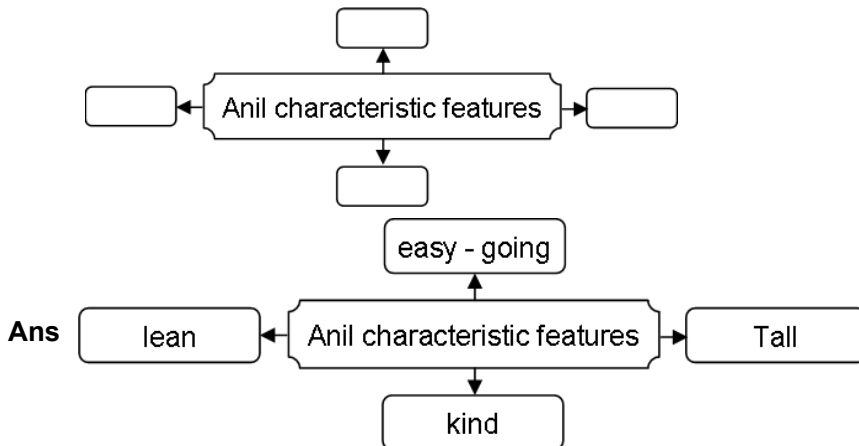 Anil characteristic features
easy - going
Ans
lean
Anil characteristic features
Tall
kind